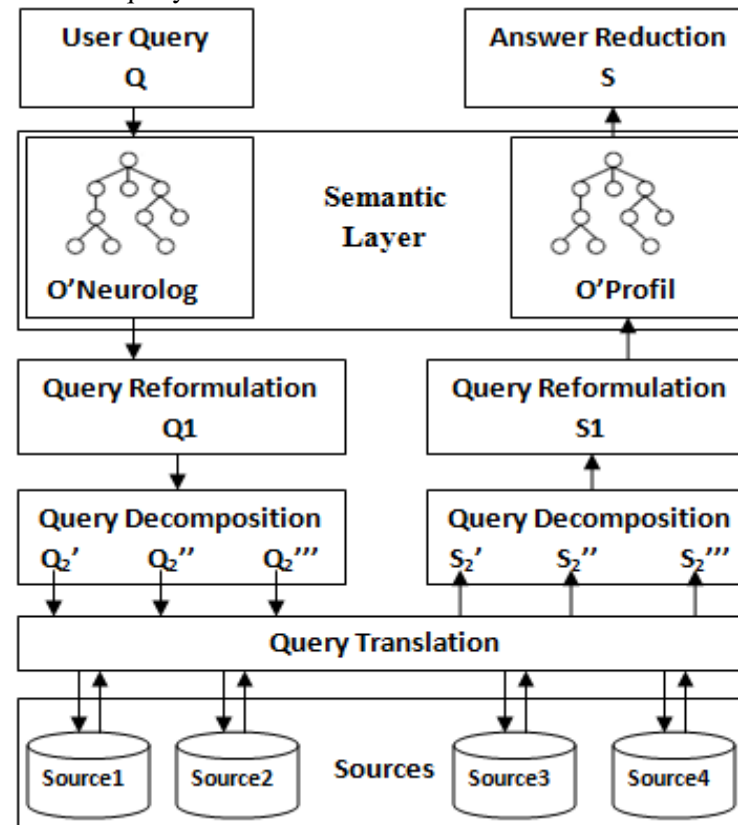 User Query
Q
Answer Reduction
S
Semantic
Layer
O'Neurolog
O'Profil
Query Reformulation
Q1
Query Reformulation
S1
Query Decomposition
Q₂' Q₂'' Q₂'''
Query Decomposition
S₂' S₂'' S₂'''
Query Translation
Source1
Source2
Sources
Source3
Source4